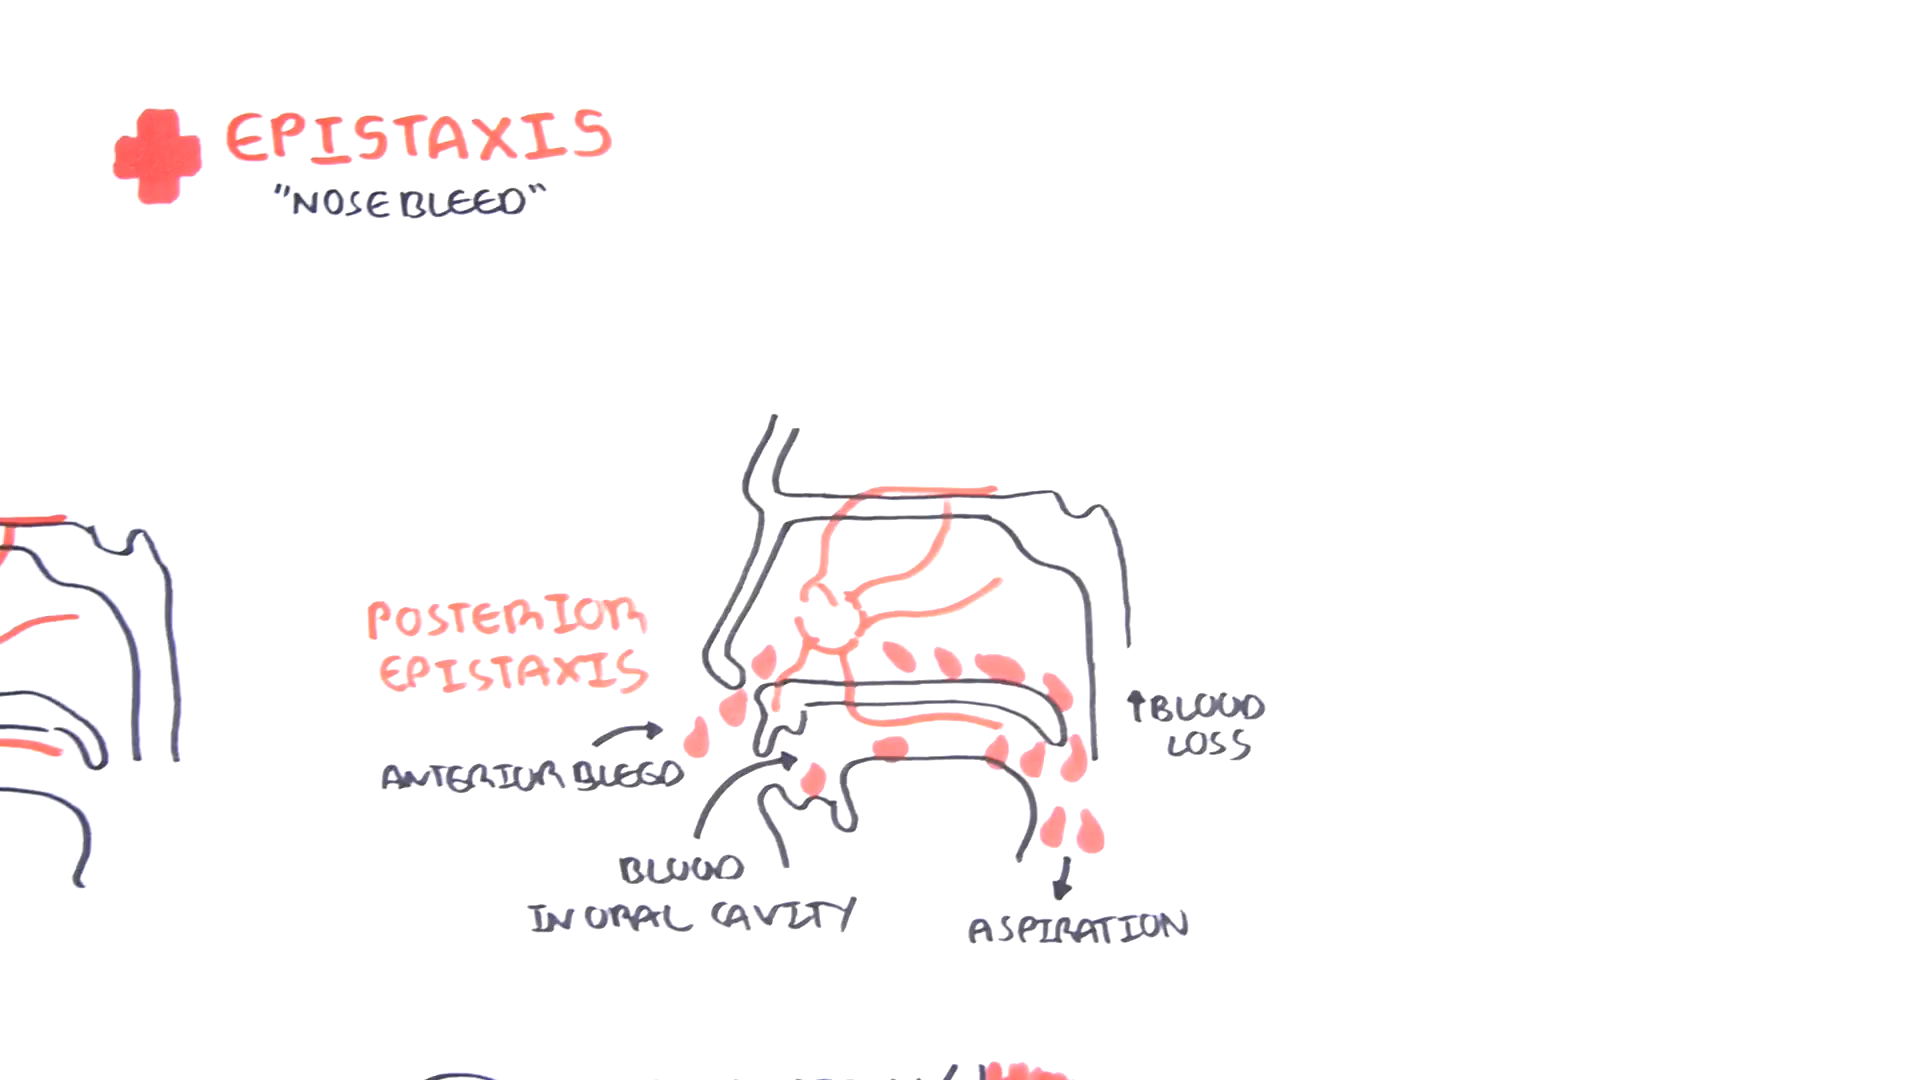 EPISTAXIS
"NOSE BLEED"
POSTERIOR
EPISTAXIS
ANTERIOR BLEED
BLOOD
IN ORAL CAVITY
↑BLOOD
LOSS
ASPIRATION